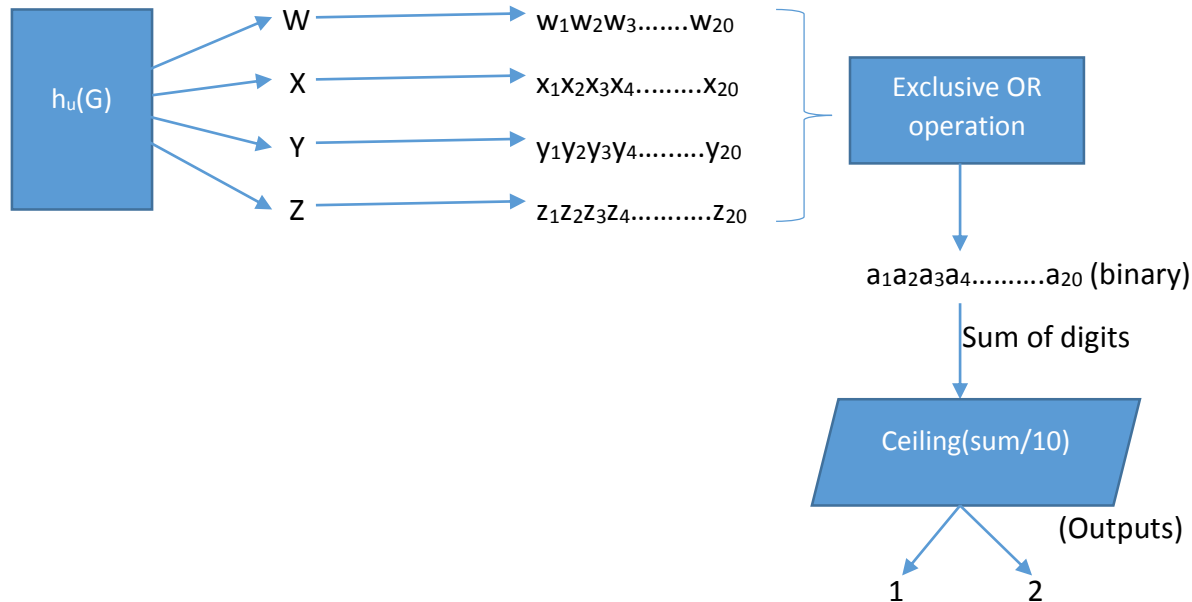 h₍ᵤ₎(G)
W
w₁w₂w₃.......w₂₀
X
x₁x₂x₃x₄.........x₂₀
Y
y₁y₂y₃y₄.........y₂₀
Z
z₁z₂z₃z₄..........z₂₀
Exclusive OR
operation
a₁a₂a₃a₄..........a₂₀ (binary)
Sum of digits
Ceiling(sum/10)
(Outputs)
1
2